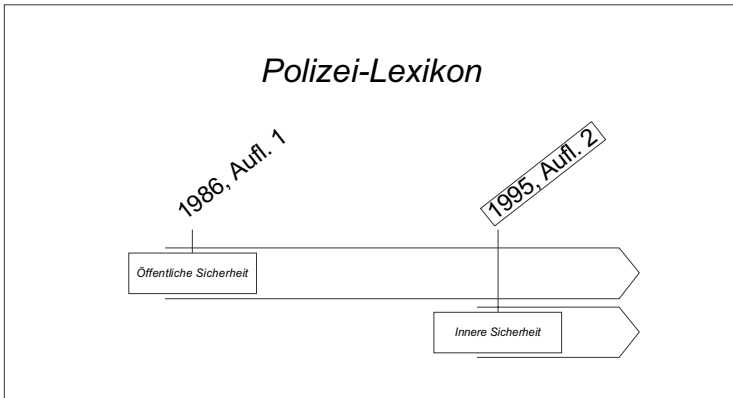 Polizei-Lexikon
1986, Aufl. 1
1995, Aufl. 2
Öffentliche Sicherheit
Innere Sicherheit